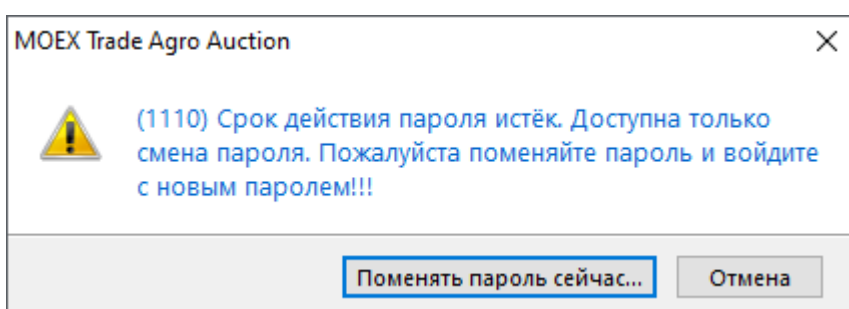 MOEX Trade Agro Auction
(1110) Срок действия пароля истёк. Доступна только
смена пароля. Пожалуйста поменяйте пароль и войдите
с новым паролем!!!
Поменять пароль сейчас...
Отмена